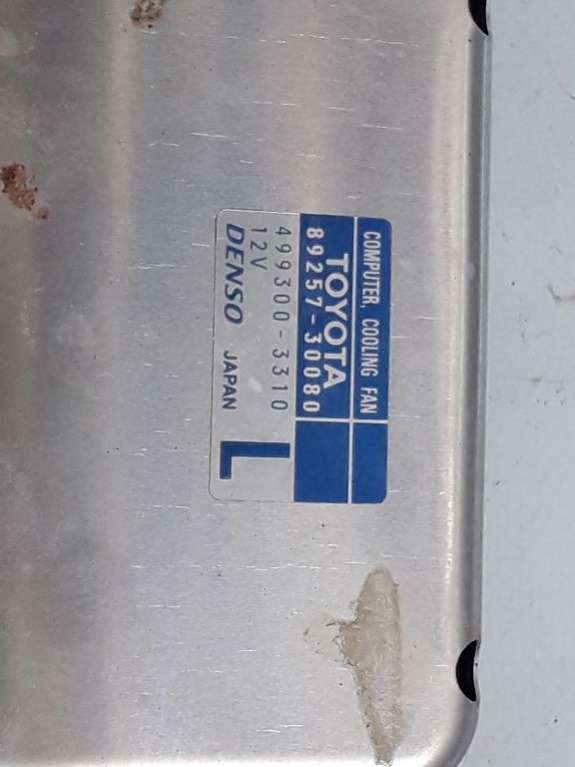 COMPUTER, COOLING FAN
TOYOTA
89257-30080
499300-3310
12V
DENSO JAPAN
L